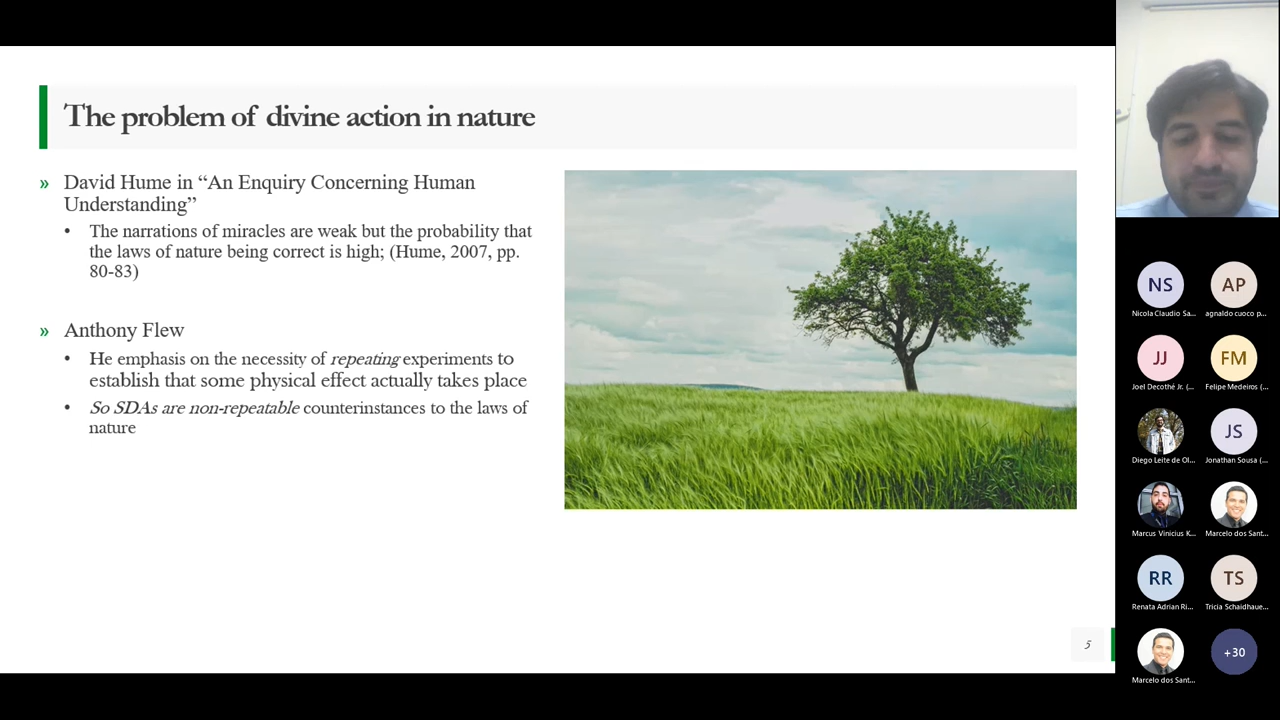 The problem of divine action in nature
» David Hume in “An Enquiry Concerning Human
Understanding”
• The narrations of miracles are weak but the probability that
the laws of nature being correct is high; (Hume, 2007, pp.
80-83)
» Anthony Flew
• He emphasis on the necessity of repeating experiments to
establish that some physical effect actually takes place
• So SDAs are non-repeatable counterinstances to the laws of
nature
5
NS
AP
Nicola Claudio Sa...
agnaldo cuoco p...
JJ
FM
Joel Decothé Jr. (...
Felipe Medeiros (...
JS
Diego Leite de Ol...
Jonathan Sousa (...
Marcus Vinicius K...
Marcelo dos Sant...
RR
TS
Renata Adrian Ri...
Tricia Schaidhaue...
+30
Marcelo dos Sant...